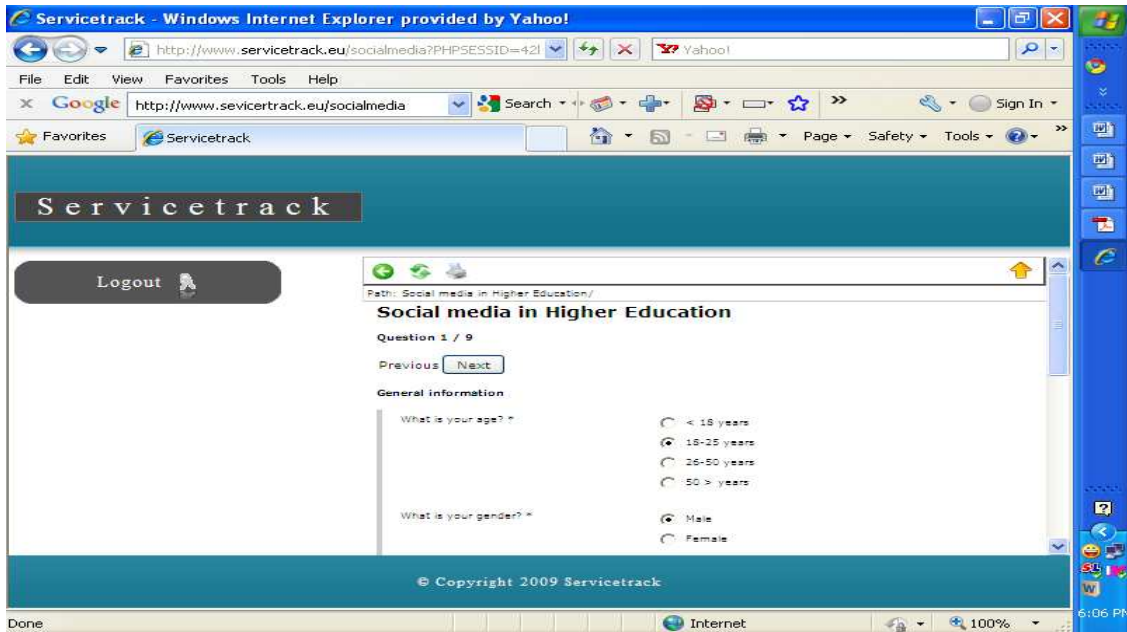 Servicetrack - Windows Internet Explorer provided by Yahoo!
http://www.servicetrack.eu/socialmedia?PHPSESSID=42l Yahoo!
File Edit View Favorites Tools Help
x Google http://www.sevicertrack.eu/socialmedia Search Sign In
Favorites Servicetrack Page Safety Tools
Servicetrack
Logout
Path: Social media in Higher Education/
Social media in Higher Education
Question 1 / 9
Previous Next
General information
What is your age? * < 18 years
18-25 years
26-50 years
50 > years
What is your gender? * Male
Female
© Copyright 2009 Servicetrack
Done Internet 100%
6:06 PM